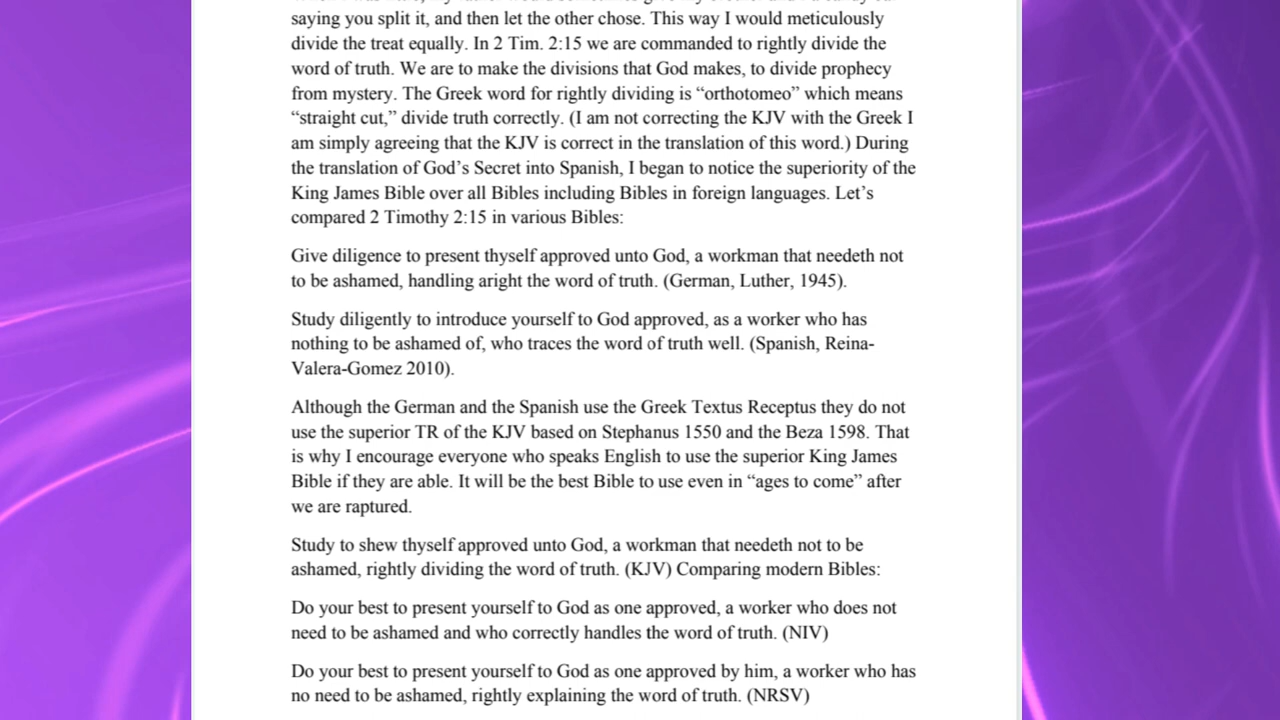 saying you split it, and then let the other chose. This way I would meticulously
divide the treat equally. In 2 Tim. 2:15 we are commanded to rightly divide the
word of truth. We are to make the divisions that God makes, to divide prophecy
from mystery. The Greek word for rightly dividing is “orthotomeo” which means
“straight cut,” divide truth correctly. (I am not correcting the KJV with the Greek I
am simply agreeing that the KJV is correct in the translation of this word.) During
the translation of God’s Secret into Spanish, I began to notice the superiority of the
King James Bible over all Bibles including Bibles in foreign languages. Let’s
compared 2 Timothy 2:15 in various Bibles:
Give diligence to present thyself approved unto God, a workman that needeth not
to be ashamed, handling aright the word of truth. (German, Luther, 1945).
Study diligently to introduce yourself to God approved, as a worker who has
nothing to be ashamed of, who traces the word of truth well. (Spanish, Reina-
Valera-Gomez 2010).
Although the German and the Spanish use the Greek Textus Receptus they do not
use the superior TR of the KJV based on Stephanus 1550 and the Beza 1598. That
is why I encourage everyone who speaks English to use the superior King James
Bible if they are able. It will be the best Bible to use even in “ages to come” after
we are raptured.
Study to shew thyself approved unto God, a workman that needeth not to be
ashamed, rightly dividing the word of truth. (KJV) Comparing modern Bibles:
Do your best to present yourself to God as one approved, a worker who does not
need to be ashamed and who correctly handles the word of truth. (NIV)
Do your best to present yourself to God as one approved by him, a worker who has
no need to be ashamed, rightly explaining the word of truth. (NRSV)